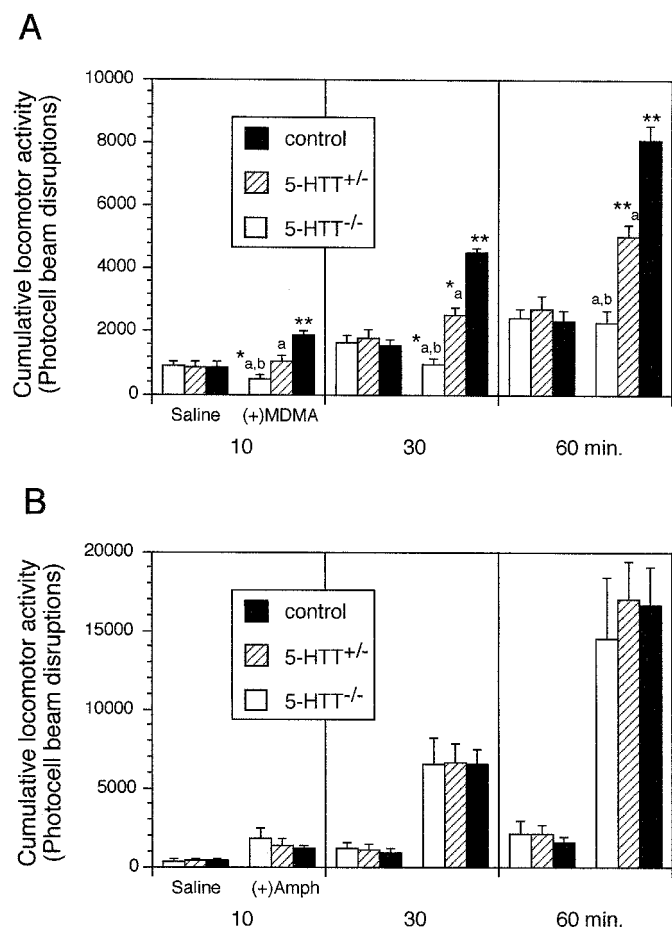 A
Cumulative locomotor activity
(Photocell beam disruptions)
10000
8000
6000
4000
2000
0
control
5-HTT+/-
5-HTT-/-
* a,b
a
**
* a,b
* a
**
a,b
** a
**
Saline
(+)MDMA
10
30
60 min.
B
Cumulative locomotor activity
(Photocell beam disruptions)
20000
15000
10000
5000
0
control
5-HTT+/-
5-HTT-/-
Saline
(+)Amph
10
30
60 min.